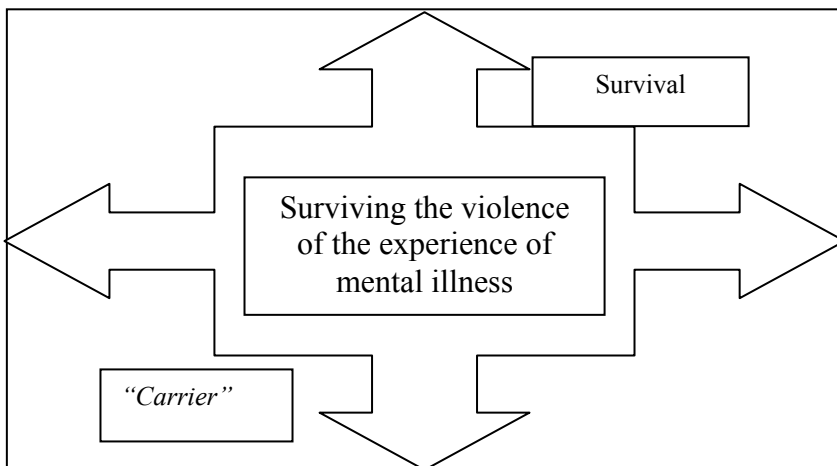 Survival
Surviving the violence
of the experience of
mental illness
“Carrier”